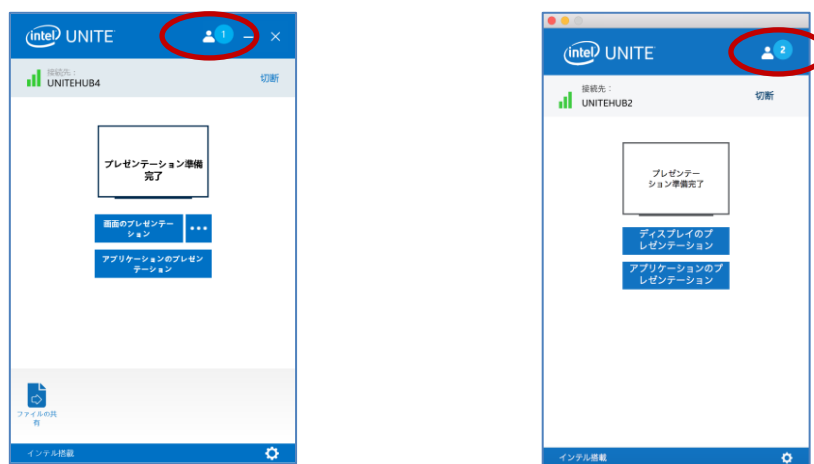 intel UNITE 1
接続先：
UNITEHUB4 切断
プレゼンテーション準備
完了
画面のプレゼンテー
ション
アプリケーションのプレゼン
テーション
ファイルの共
有
インテル搭載
intel UNITE 2
接続先：
UNITEHUB2 切断
プレゼンテー
ション準備完了
ディスプレイのプ
レゼンテーション
アプリケーションのプ
レゼンテーション
インテル搭載